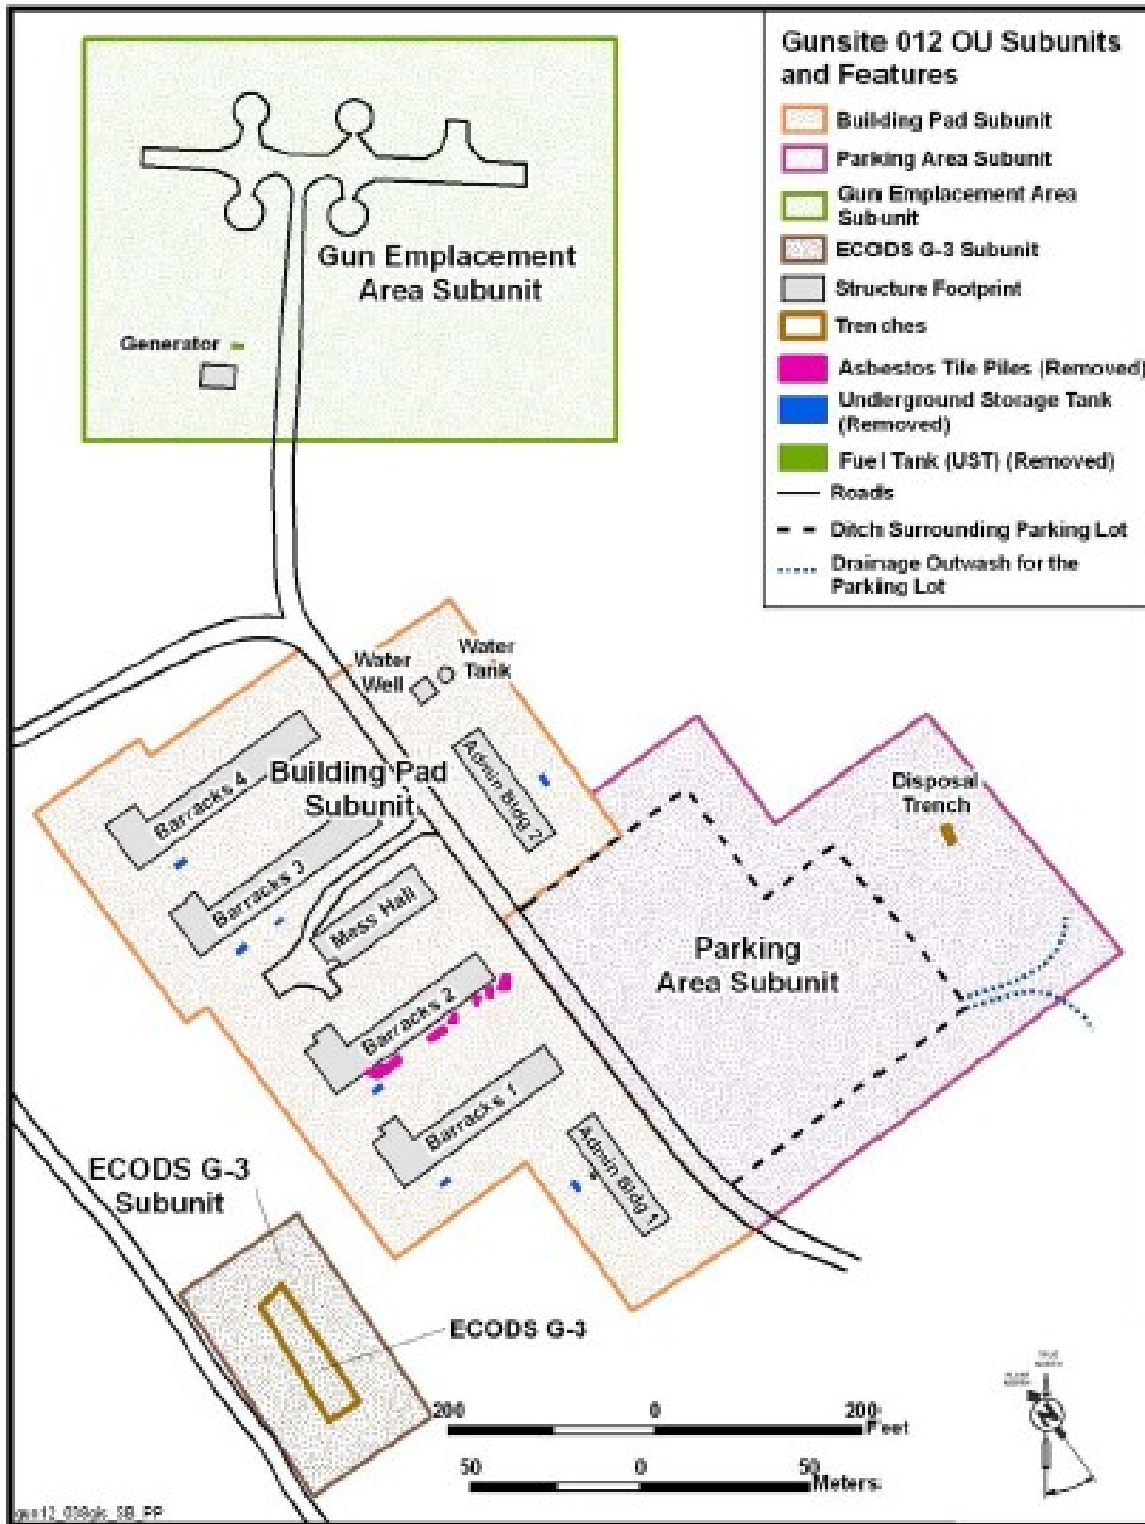 Gunsite 012 OU Subunits
and Features
Building Pad Subunit
Parking Area Subunit
Gun Emplacement Area
Subunit
ECODS G-3 Subunit
Structure Footprint
Trenches
Asbestos Tile Piles (Removed)
Underground Storage Tank
(Removed)
Fuel Tank (UST) (Removed)
Roads
Ditch Surrounding Parking Lot
Drainage Outwash for the
Parking Lot
Gun Emplacement
Area Subunit
Generator
Water
Well
Water
Tank
Building Pad
Subunit
Barracks 4
Admin Bldg 2
Barracks 3
Mess Hall
Barracks 2
Barracks 1
Admin Bldg 1
Disposal
Trench
Parking
Area Subunit
ECODS G-3
Subunit
ECODS G-3
200 0 200
Feet
50 0 50
Meters
TRUE
NORTH
PLANT
NORTH
N